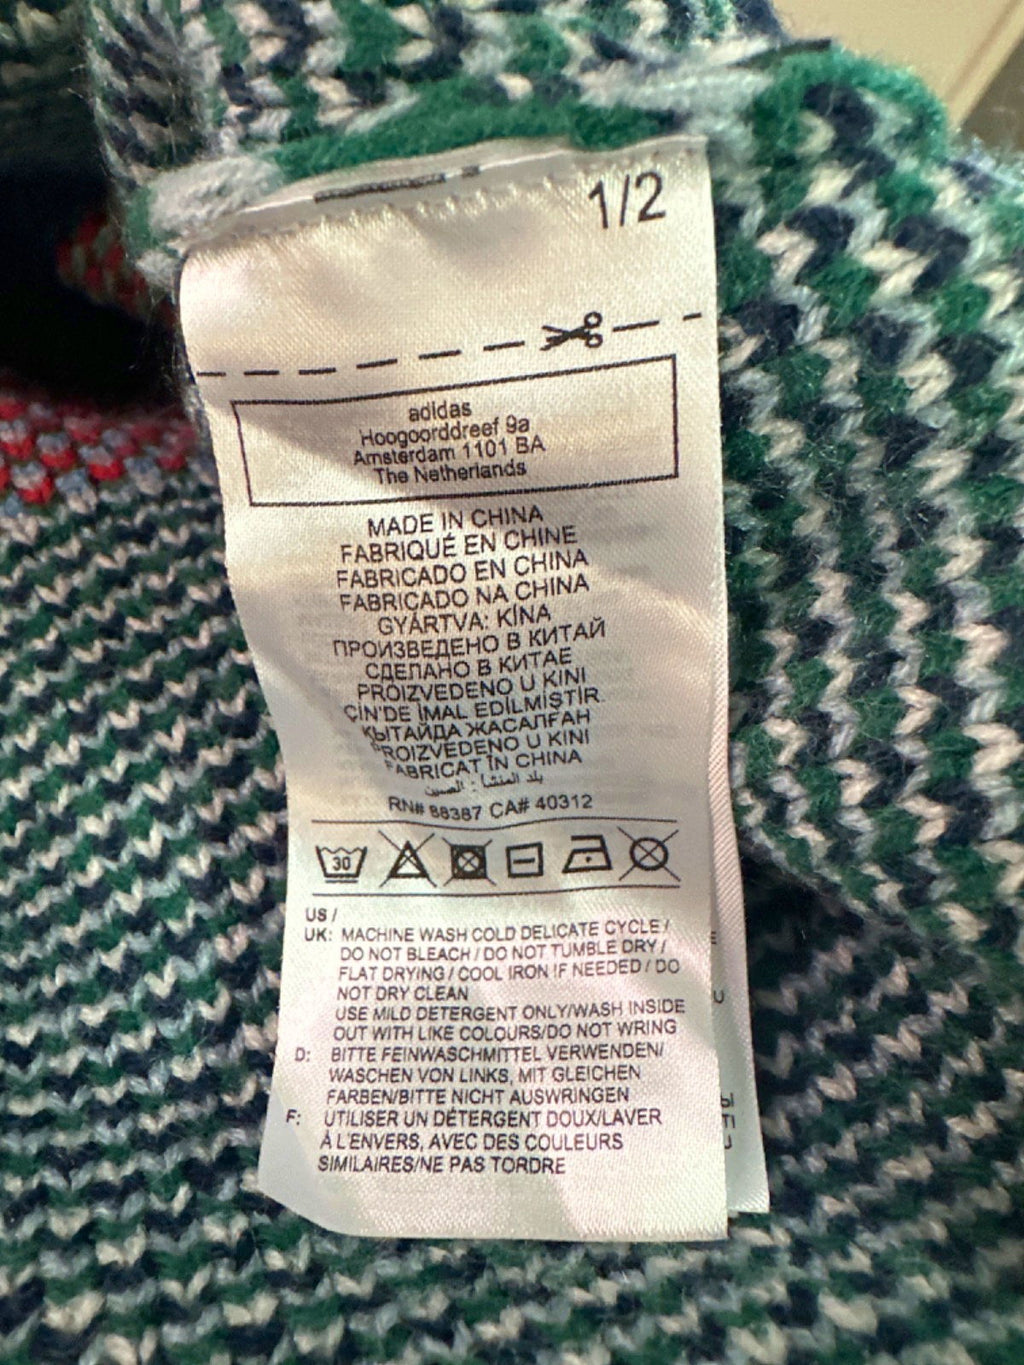 1/2
adidas
Hoogoorddreef 9a
Amsterdam 1101 BA
The Netherlands
MADE IN CHINA
FABRIQUÉ EN CHINE
FABRICADO EN CHINA
FABRICADO NA CHINA
GYÁRTVA: KÍNA
ПРОИЗВЕДЕНО В КИТАЙ
СДЕЛАНО В КИТАЕ
PROIZVEDENO U KINI
ÇİN'DE İMAL EDİLMİŞTİR.
ҚЫТАЙДА ЖАСАЛҒАН
PROIZVEDENO U KINI
FABRICAT ÎN CHINA
بلد المنشأ : الصين
RN# 88387 CA# 40312
30
US /
UK: MACHINE WASH COLD DELICATE CYCLE /
DO NOT BLEACH / DO NOT TUMBLE DRY /
FLAT DRYING / COOL IRON IF NEEDED / DO
NOT DRY CLEAN
USE MILD DETERGENT ONLY/WASH INSIDE
OUT WITH LIKE COLOURS/DO NOT WRING
D: BITTE FEINWASCHMITTEL VERWENDEN/
WASCHEN VON LINKS, MIT GLEICHEN
FARBEN/BITTE NICHT AUSWRINGEN
F: UTILISER UN DÉTERGENT DOUX/LAVER
À L'ENVERS, AVEC DES COULEURS
SIMILAIRES/NE PAS TORDRE